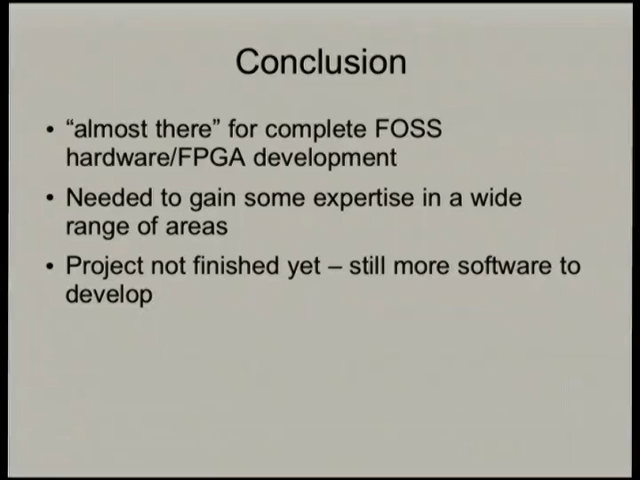 Conclusion
• “almost there” for complete FOSS
hardware/FPGA development
• Needed to gain some expertise in a wide
range of areas
• Project not finished yet – still more software to
develop